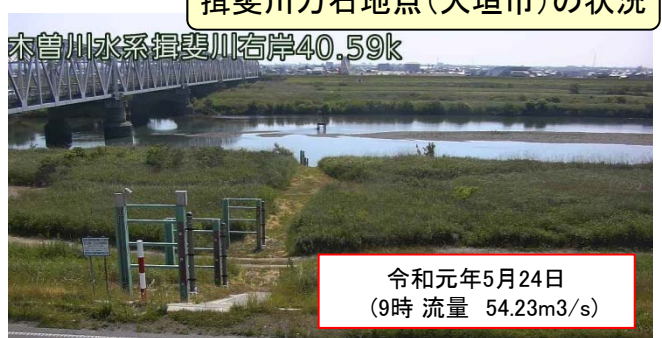 揖斐川万石地点(大垣市)の状況
木曽川水系揖斐川右岸40.59k
令和元年5月24日
(9時 流量 54.23m3/s)